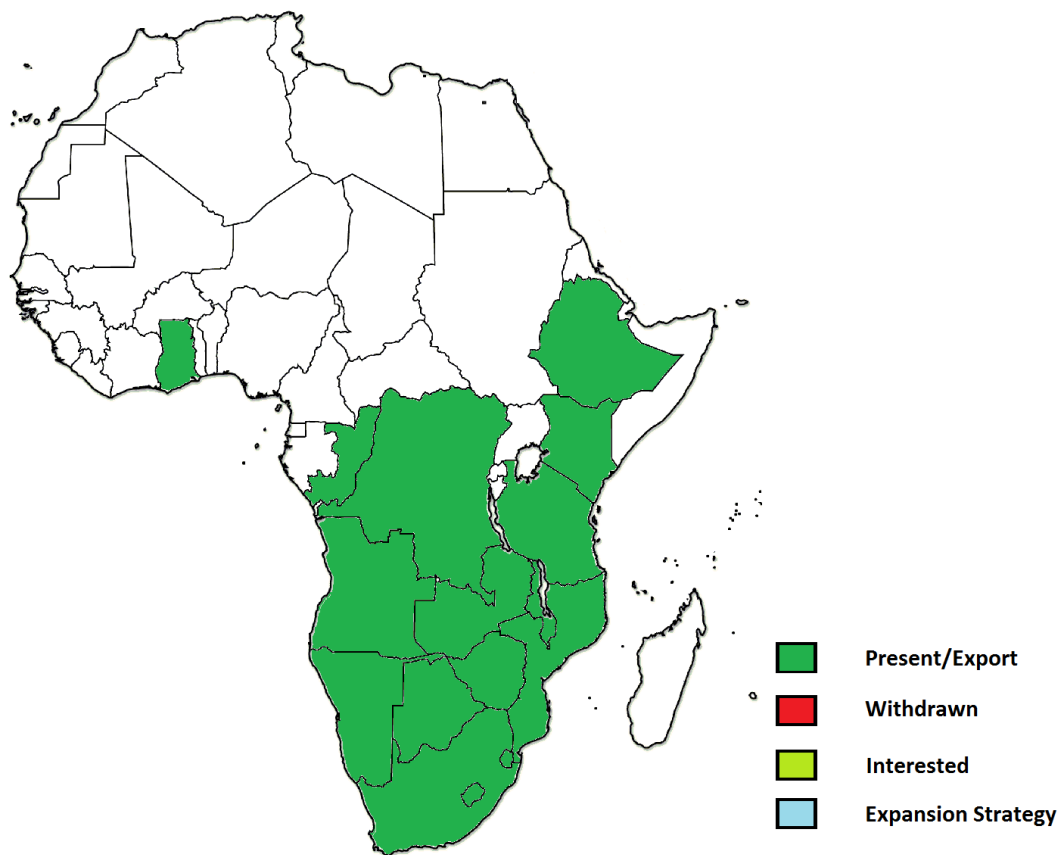 Present/Export
Withdrawn
Interested
Expansion Strategy